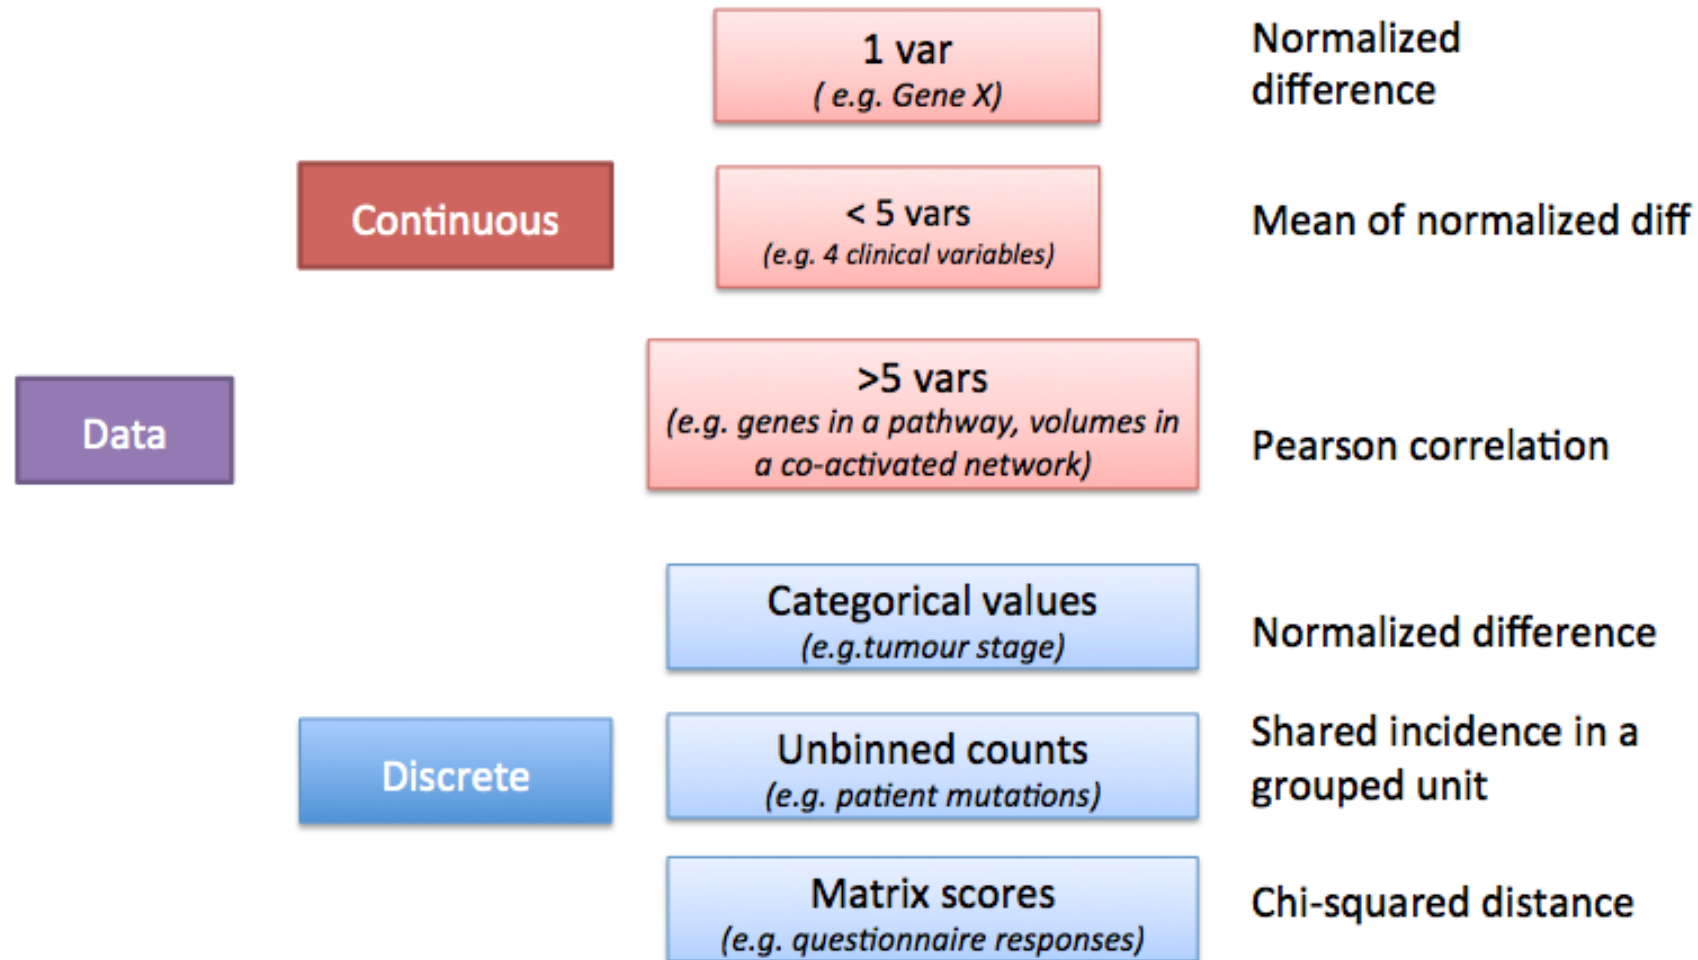 1 var
( e.g. Gene X)
Normalized
difference
Continuous
< 5 vars
(e.g. 4 clinical variables)
Mean of normalized diff
Data
>5 vars
(e.g. genes in a pathway, volumes in
a co-activated network)
Pearson correlation
Categorical values
(e.g.tumour stage)
Normalized difference
Discrete
Unbinned counts
(e.g. patient mutations)
Shared incidence in a
grouped unit
Matrix scores
(e.g. questionnaire responses)
Chi-squared distance